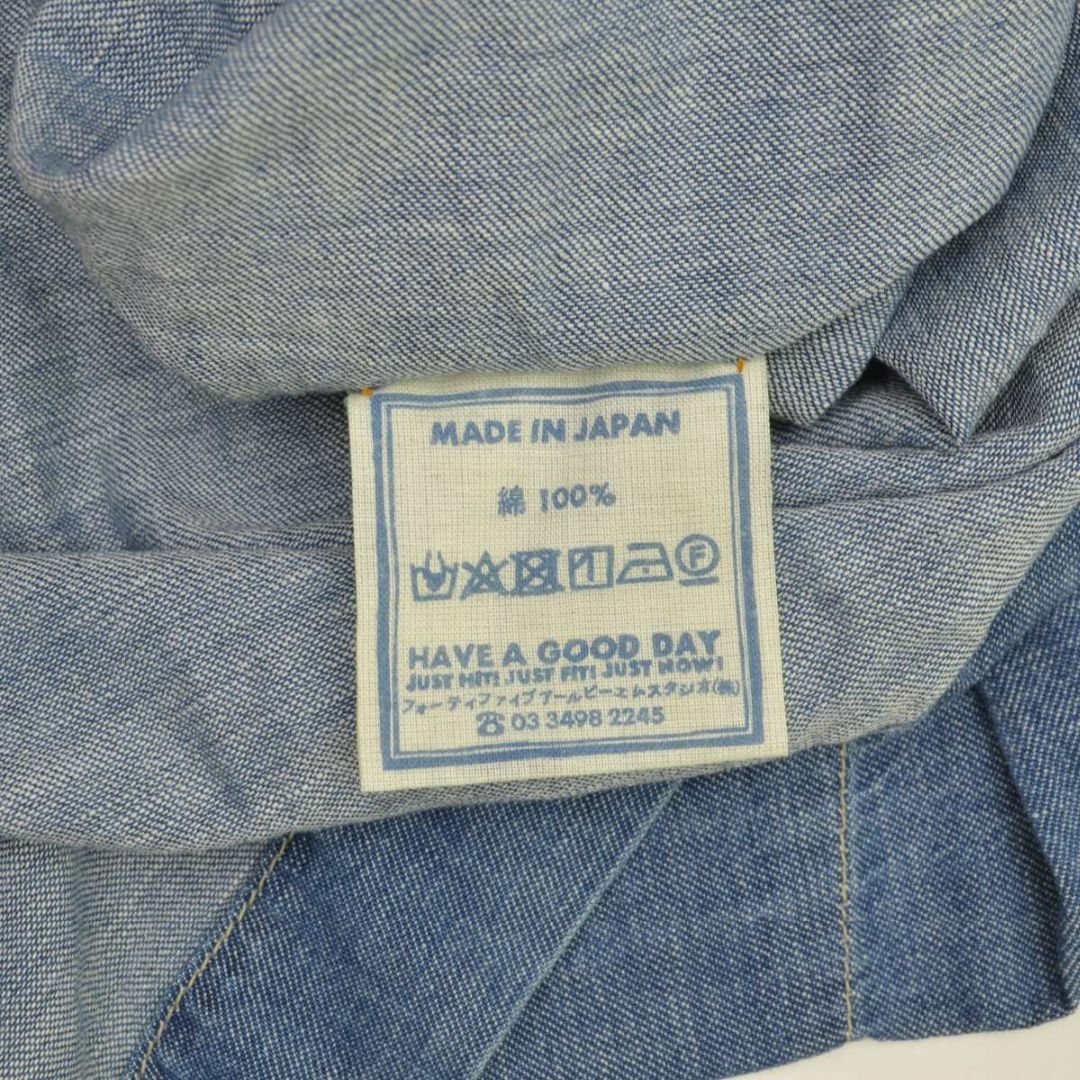 MADE IN JAPAN
綿 100%
F
HAVE A GOOD DAY
JUST HIT! JUST FIT! JUST NOW!
フォーティファイブアールピーエムスタジオ(株)
☎ 03 3498 2245